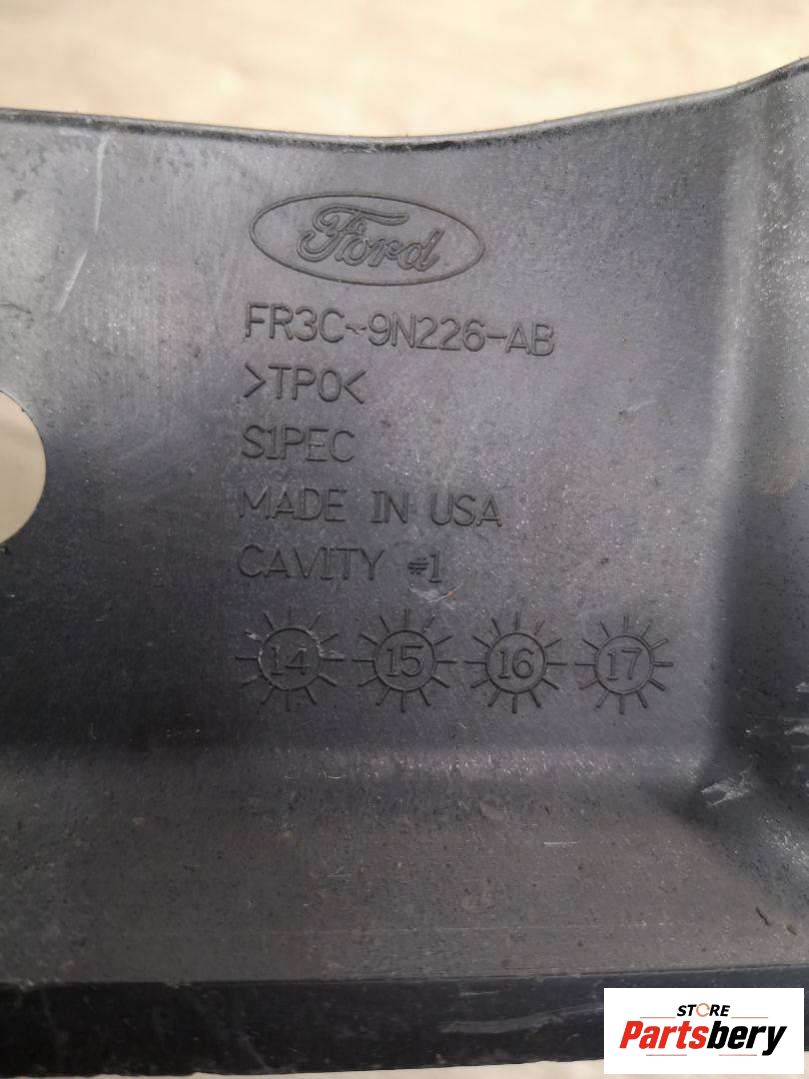 Ford
FR3C-9N226-AB
>TPO<
S1PEC
MADE IN USA
CAVITY #1
14 15 16 17
STORE
Partsbery